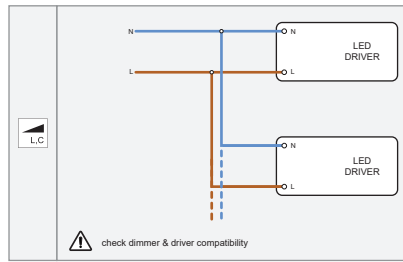 N
N
LED
DRIVER
L
L
L,C
N
LED
DRIVER
L
check dimmer & driver compatibility